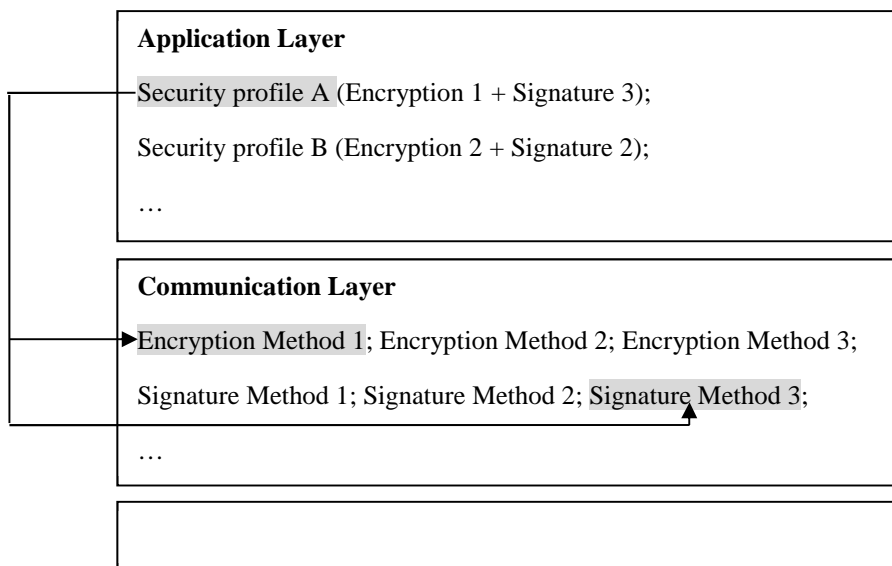 Application Layer
Security profile A (Encryption 1 + Signature 3);
Security profile B (Encryption 2 + Signature 2);
…
Communication Layer
Encryption Method 1; Encryption Method 2; Encryption Method 3;
Signature Method 1; Signature Method 2; Signature Method 3;
…